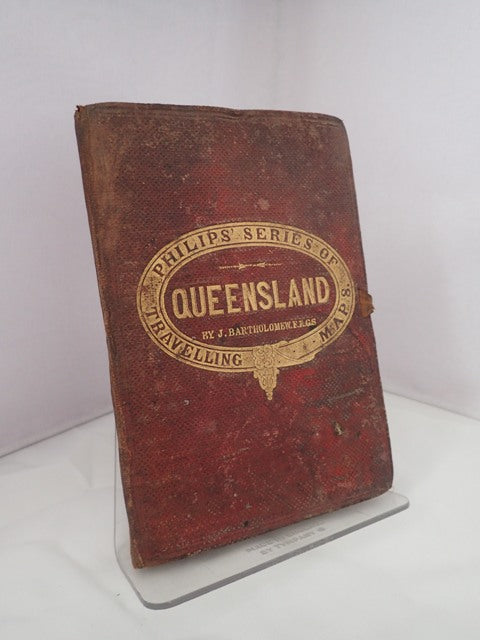 PHILIPS' SERIES OF
TRAVELLING MAPS.
QUEENSLAND
BY J. BARTHOLOMEW. F.R.G.S